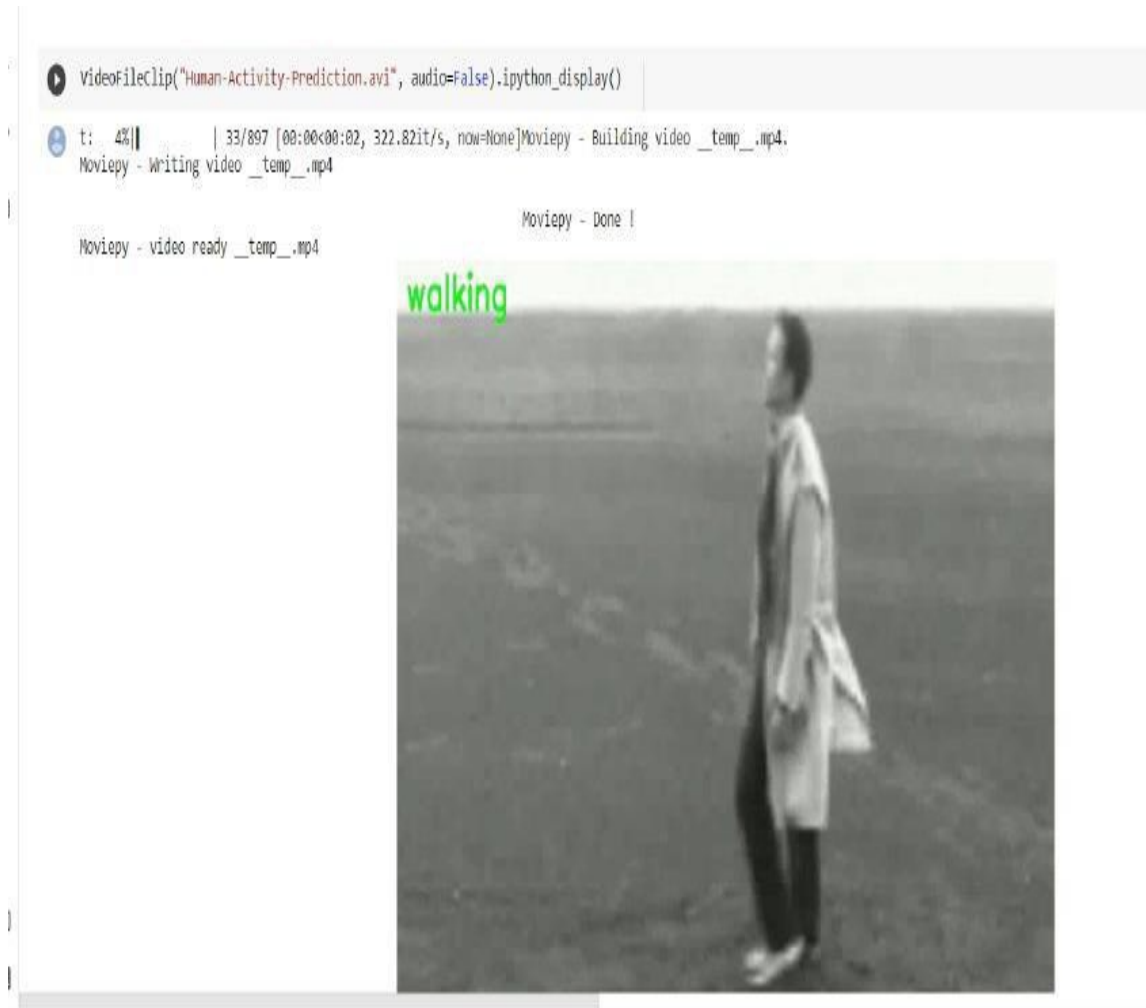 VideoFileClip("Human-Activity-Prediction.avi", audio=False).ipython_display()
t: 4%| | 33/897 [00:00<00:02, 322.82it/s, now=None]Moviepy - Building video __temp__.mp4.
Moviepy - Writing video __temp__.mp4
Moviepy - Done !
Moviepy - video ready __temp__.mp4
walking